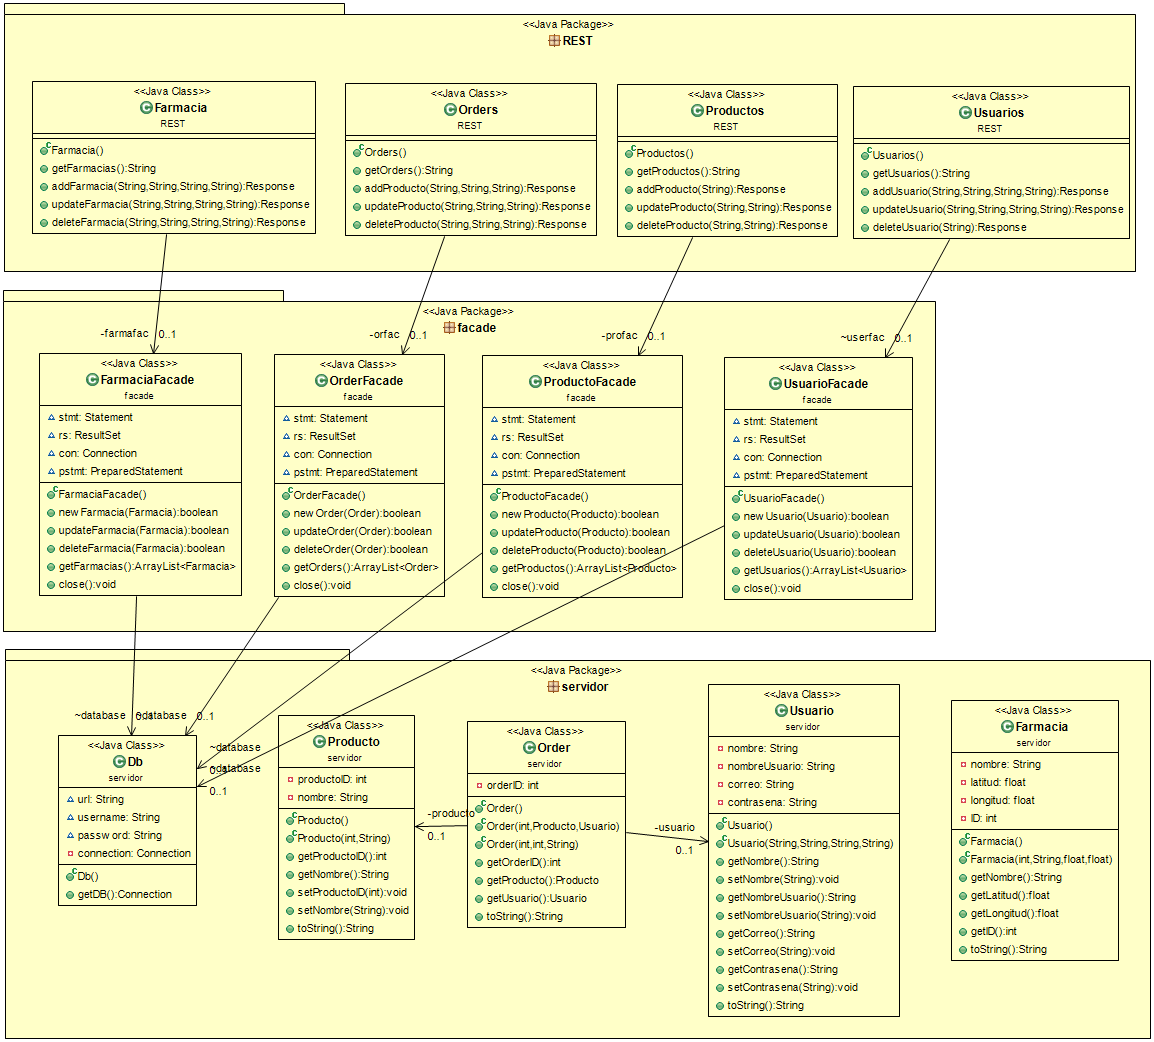 <<Java Package>>
REST
<<Java Class>>
Farmacia
REST
Farmacia()
getFarmacias():String
addFarmacia(String,String,String,String):Response
updateFarmacia(String,String,String,String):Response
deleteFarmacia(String,String,String,String):Response
<<Java Class>>
Orders
REST
Orders()
getOrders():String
addProducto(String,String,String):Response
updateProducto(String,String,String):Response
deleteProducto(String,String,String):Response
<<Java Class>>
Productos
REST
Productos()
getProductos():String
addProducto(String):Response
updateProducto(String,String):Response
deleteProducto(String,String):Response
<<Java Class>>
Usuarios
REST
Usuarios()
getUsuarios():String
addUsuario(String,String,String,String):Response
updateUsuario(String,String,String,String):Response
deleteUsuario(String):Response
<<Java Package>>
facade
-farmafac 0..1
-orfac 0..1
-profac 0..1
~userfac 0..1
<<Java Class>>
FarmaciaFacade
facade
stmt: Statement
rs: ResultSet
con: Connection
pstmt: PreparedStatement
FarmaciaFacade()
newFarmacia(Farmacia):boolean
updateFarmacia(Farmacia):boolean
deleteFarmacia(Farmacia):boolean
getFarmacias():ArrayList<Farmacia>
close():void
<<Java Class>>
OrderFacade
facade
stmt: Statement
rs: ResultSet
con: Connection
pstmt: PreparedStatement
OrderFacade()
newOrder(Order):boolean
updateOrder(Order):boolean
deleteOrder(Order):boolean
getOrders():ArrayList<Order>
close():void
<<Java Class>>
ProductoFacade
facade
stmt: Statement
rs: ResultSet
con: Connection
pstmt: PreparedStatement
ProductoFacade()
newProducto(Producto):boolean
updateProducto(Producto):boolean
deleteProducto(Producto):boolean
getProductos():ArrayList<Producto>
close():void
<<Java Class>>
UsuarioFacade
facade
stmt: Statement
rs: ResultSet
con: Connection
pstmt: PreparedStatement
UsuarioFacade()
newUsuario(Usuario):boolean
updateUsuario(Usuario):boolean
deleteUsuario(Usuario):boolean
getUsuarios():ArrayList<Usuario>
close():void
<<Java Package>>
servidor
~database 0..1
~database 0..1
~database
0..1
~database
0..1
<<Java Class>>
Db
servidor
url: String
username: String
password: String
connection: Connection
Db()
getDB():Connection
<<Java Class>>
Producto
servidor
productoID: int
nombre: String
Producto()
Producto(int,String)
getProductoID():int
getNombre():String
setProductoID(int):void
setNombre(String):void
toString():String
-producto
0..1
<<Java Class>>
Order
servidor
orderID: int
Order()
Order(int,Producto,Usuario)
Order(int,int,String)
getOrderID():int
getProducto():Producto
getUsuario():Usuario
toString():String
-usuario
0..1
<<Java Class>>
Usuario
servidor
nombre: String
nombreUsuario: String
correo: String
contrasena: String
Usuario()
Usuario(String,String,String,String)
getNombre():String
setNombre(String):void
getNombreUsuario():String
setNombreUsuario(String):void
getCorreo():String
setCorreo(String):void
getContrasena():String
setContrasena(String):void
toString():String
<<Java Class>>
Farmacia
servidor
nombre: String
latitud: float
longitud: float
ID: int
Farmacia()
Farmacia(int,String,float,float)
getNombre():String
getLatitud():float
getLongitud():float
getID():int
toString():String